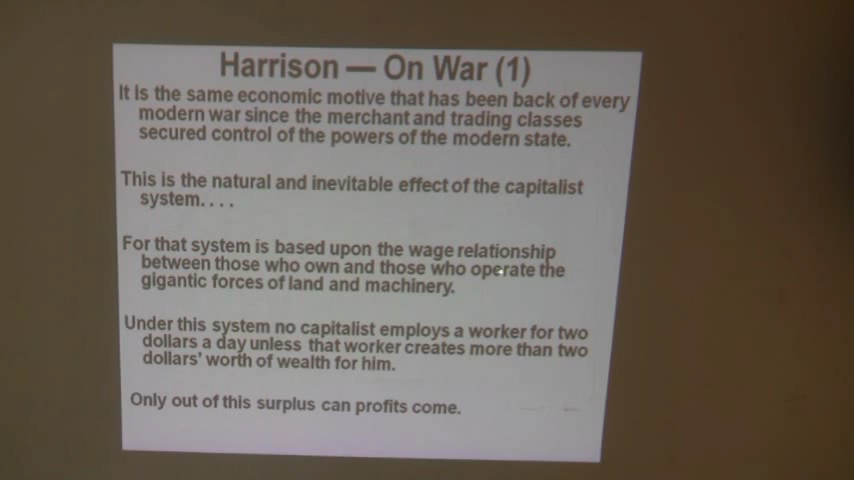 Harrison — On War (1)
It is the same economic motive that has been back of every
modern war since the merchant and trading classes
secured control of the powers of the modern state.
This is the natural and inevitable effect of the capitalist
system. . . .
For that system is based upon the wage relationship
between those who own and those who operate the
gigantic forces of land and machinery.
Under this system no capitalist employs a worker for two
dollars a day unless that worker creates more than two
dollars' worth of wealth for him.
Only out of this surplus can profits come.